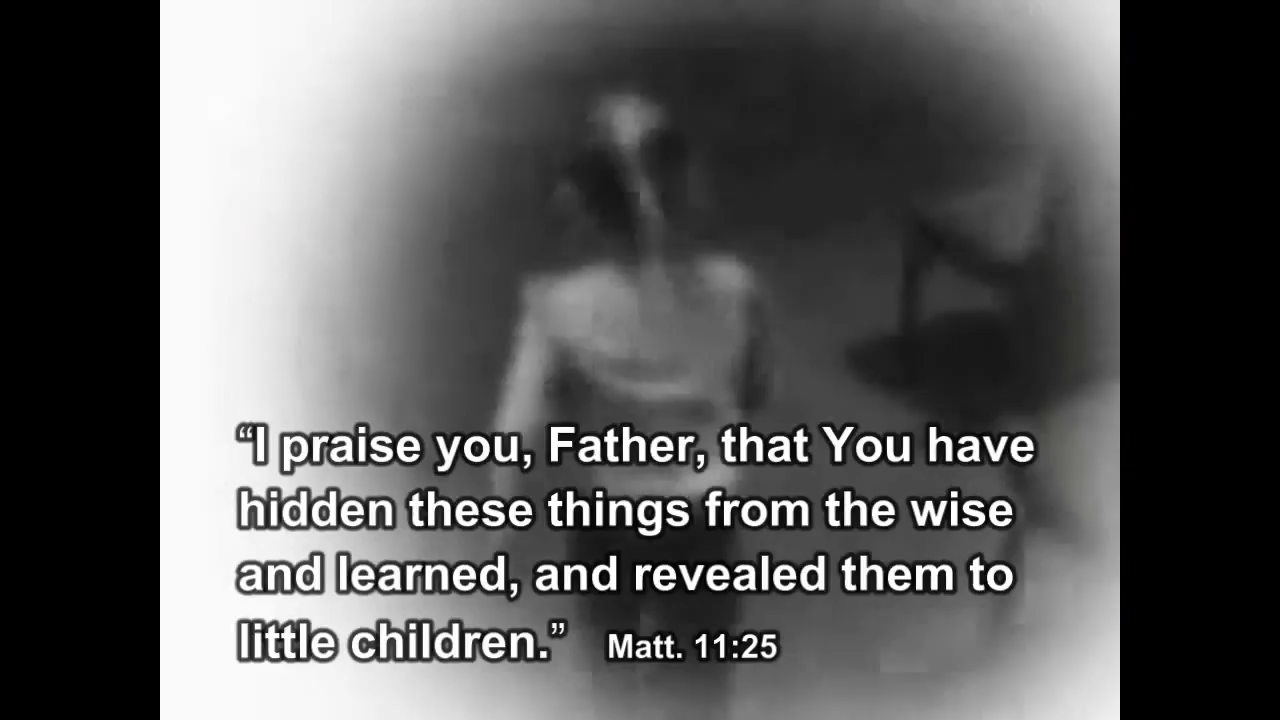 “I praise you, Father, that You have
hidden these things from the wise
and learned, and revealed them to
little children.” Matt. 11:25